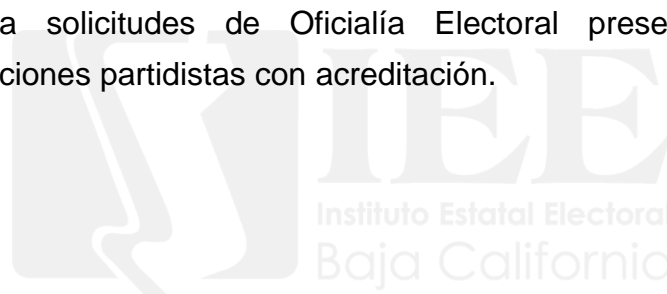 a solicitudes de Oficialía Electoral prese
ciones partidistas con acreditación.
IEE
Instituto Estatal Electoral
Baja California